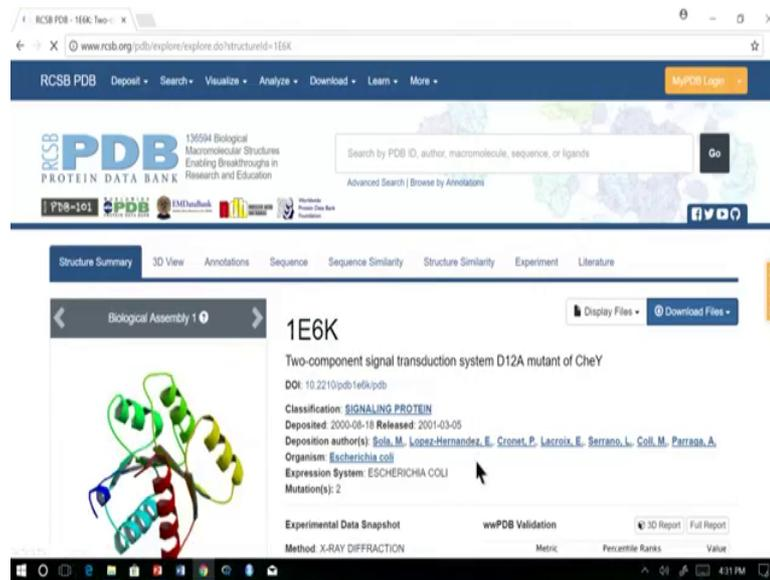 RCSB PDB - 1E6K: Two-c
www.rcsb.org/pdb/explore/explore.do?structureId=1E6K
RCSB PDB Deposit Search Visualize Analyze Download Learn More MyPDB Login
RCSB PDB
PROTEIN DATA BANK
136594 Biological
Macromolecular Structures
Enabling Breakthroughs in
Research and Education
Search by PDB ID, author, macromolecule, sequence, or ligands Go
Advanced Search | Browse by Annotations
PDB-101 PDB EMDataBank Worldwide Protein Data Bank Foundation
Structure Summary 3D View Annotations Sequence Sequence Similarity Structure Similarity Experiment Literature
Biological Assembly 1
Display Files Download Files
1E6K
Two-component signal transduction system D12A mutant of CheY
DOI: 10.2210/pdb1e6k/pdb
Classification: SIGNALING PROTEIN
Deposited: 2000-08-18 Released: 2001-03-05
Deposition author(s): Sola, M., Lopez-Hernandez, E., Cronet, P., Lacroix, E., Serrano, L., Coll, M., Parraga, A.
Organism: Escherichia coli
Expression System: ESCHERICHIA COLI
Mutation(s): 2
Experimental Data Snapshot wwPDB Validation 3D Report Full Report
Method: X-RAY DIFFRACTION Metric Percentile Ranks Value
4:31 PM